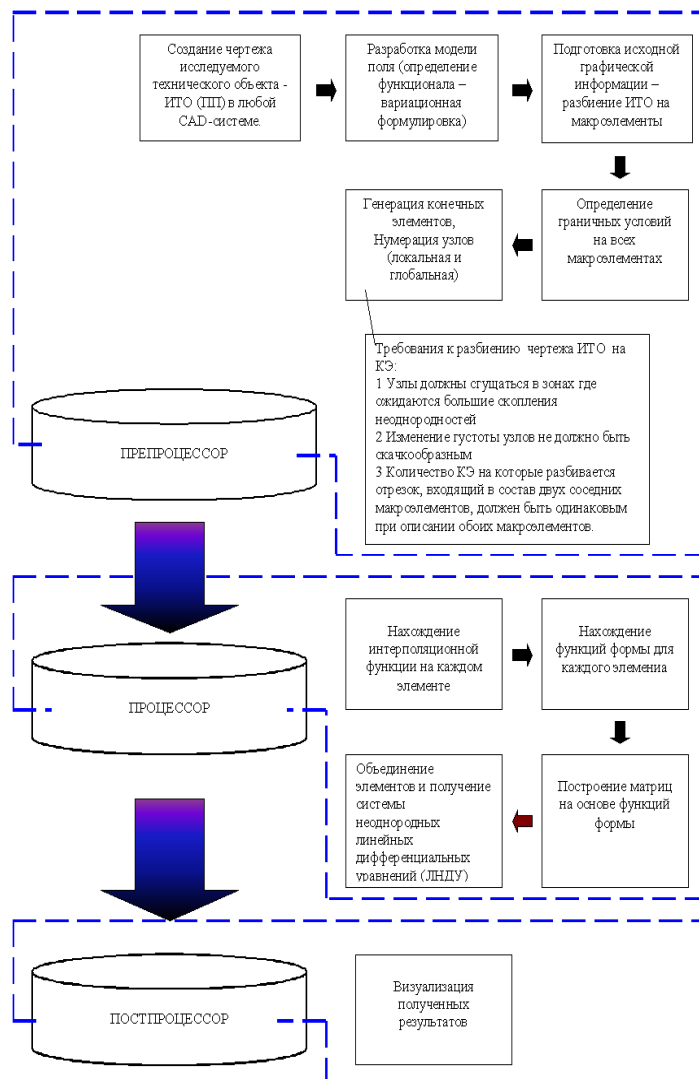 Создание чертежа
исследуемого
технического обьекта -
ИТО (ПП) в любой
CAD-системе.
Разработка модели
поля (определение
функционала –
вариационная
формулировка)
Подготовка исходной
графической
информации –
разбиение ИТО на
макроэлементы
Определение
граничных условий
на всех
макроэлементах
Генерация конечных
элементов,
Нумерация узлов
(локальная и
глобальная)
Требования к разбиению чертежа ИТО на
КЭ:
1 Узлы должны сгущаться в зонах где
ожидаются большие скопления
неоднородностей
2 Изменение густоты узлов не должно быть
скачкообразным
3 Количество КЭ на которые разбивается
отрезок, входящий в состав двух соседних
макроэлементов, должен быть одинаковым
при описании обоих макроэлементов.
ПРЕПРОЦЕССОР
Нахождение
интерполяционной
функции на каждом
элементе
Нахождение
функций формы для
каждого элемениа
ПРОЦЕССОР
Построение матриц
на основе функций
формы
Обьединение
элементов и получение
системы
неоднородных
линейных
дифференциальных
уравнений (ЛНДУ)
Визуализация
полученных
результатов
ПОСТПРОЦЕССОР